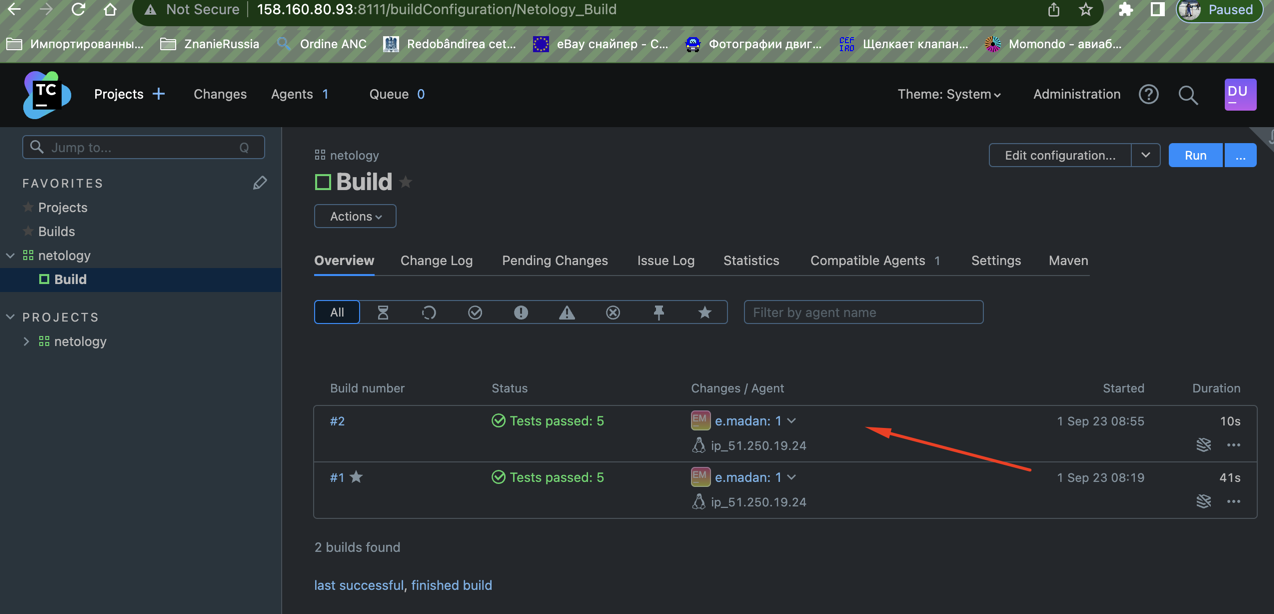 Not Secure 158.160.80.93:8111/buildConfiguration/Netology_Build Paused
Импортированны... ZnanieRussia Ordine ANC Redobândirea cet... eBay снайпер - C... Фотографии двиг... Щелкает клапан... Momondo - авиаб...
TC Projects + Changes Agents 1 Queue 0 Theme: System Administration ? DU
Jump to... Q
FAVORITES
Projects
Builds
netology
Build
PROJECTS
netology
netology
Build
Edit configuration... Run ...
Actions
Overview Change Log Pending Changes Issue Log Statistics Compatible Agents 1 Settings Maven
All Filter by agent name
Build number Status Changes / Agent Started Duration
#2 Tests passed: 5 EM e.madan: 1 1 Sep 23 08:55 10s
ip_51.250.19.24
#1 Tests passed: 5 EM e.madan: 1 1 Sep 23 08:19 41s
ip_51.250.19.24
2 builds found
last successful, finished build